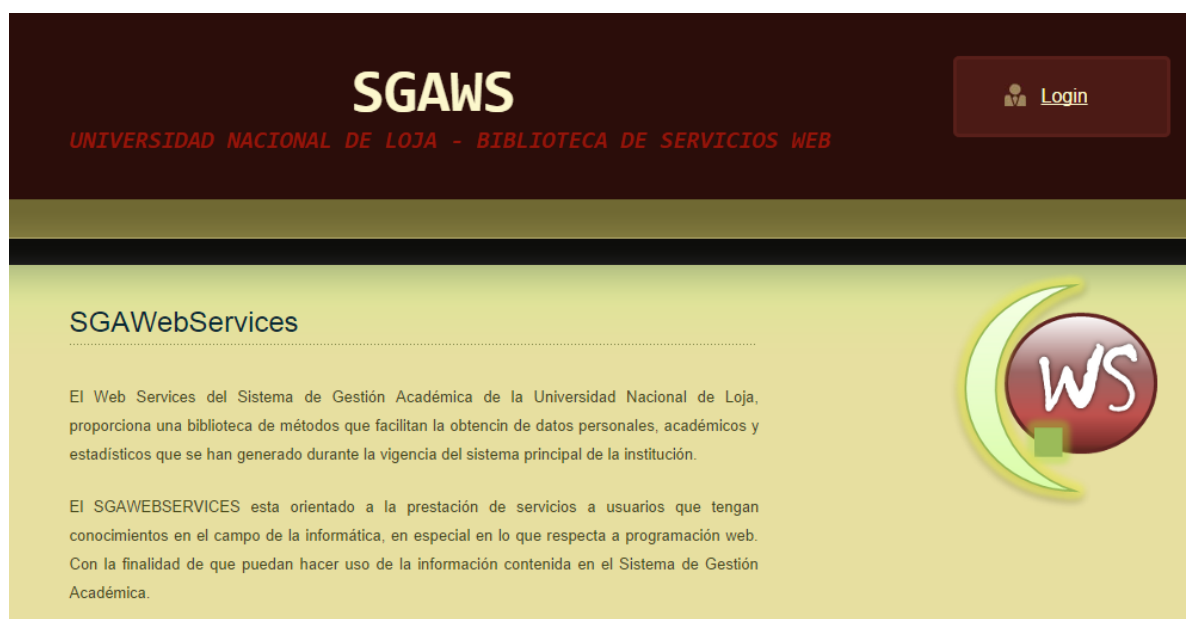 SGAWS
UNIVERSIDAD NACIONAL DE LOJA - BIBLIOTECA DE SERVICIOS WEB
Login
SGAWebServices
WS
El Web Services del Sistema de Gestión Académica de la Universidad Nacional de Loja,
proporciona una biblioteca de métodos que facilitan la obtencin de datos personales, académicos y
estadísticos que se han generado durante la vigencia del sistema principal de la institución.
El SGAWEBSERVICES esta orientado a la prestación de servicios a usuarios que tengan
conocimientos en el campo de la informática, en especial en lo que respecta a programación web.
Con la finalidad de que puedan hacer uso de la información contenida en el Sistema de Gestión
Académica.